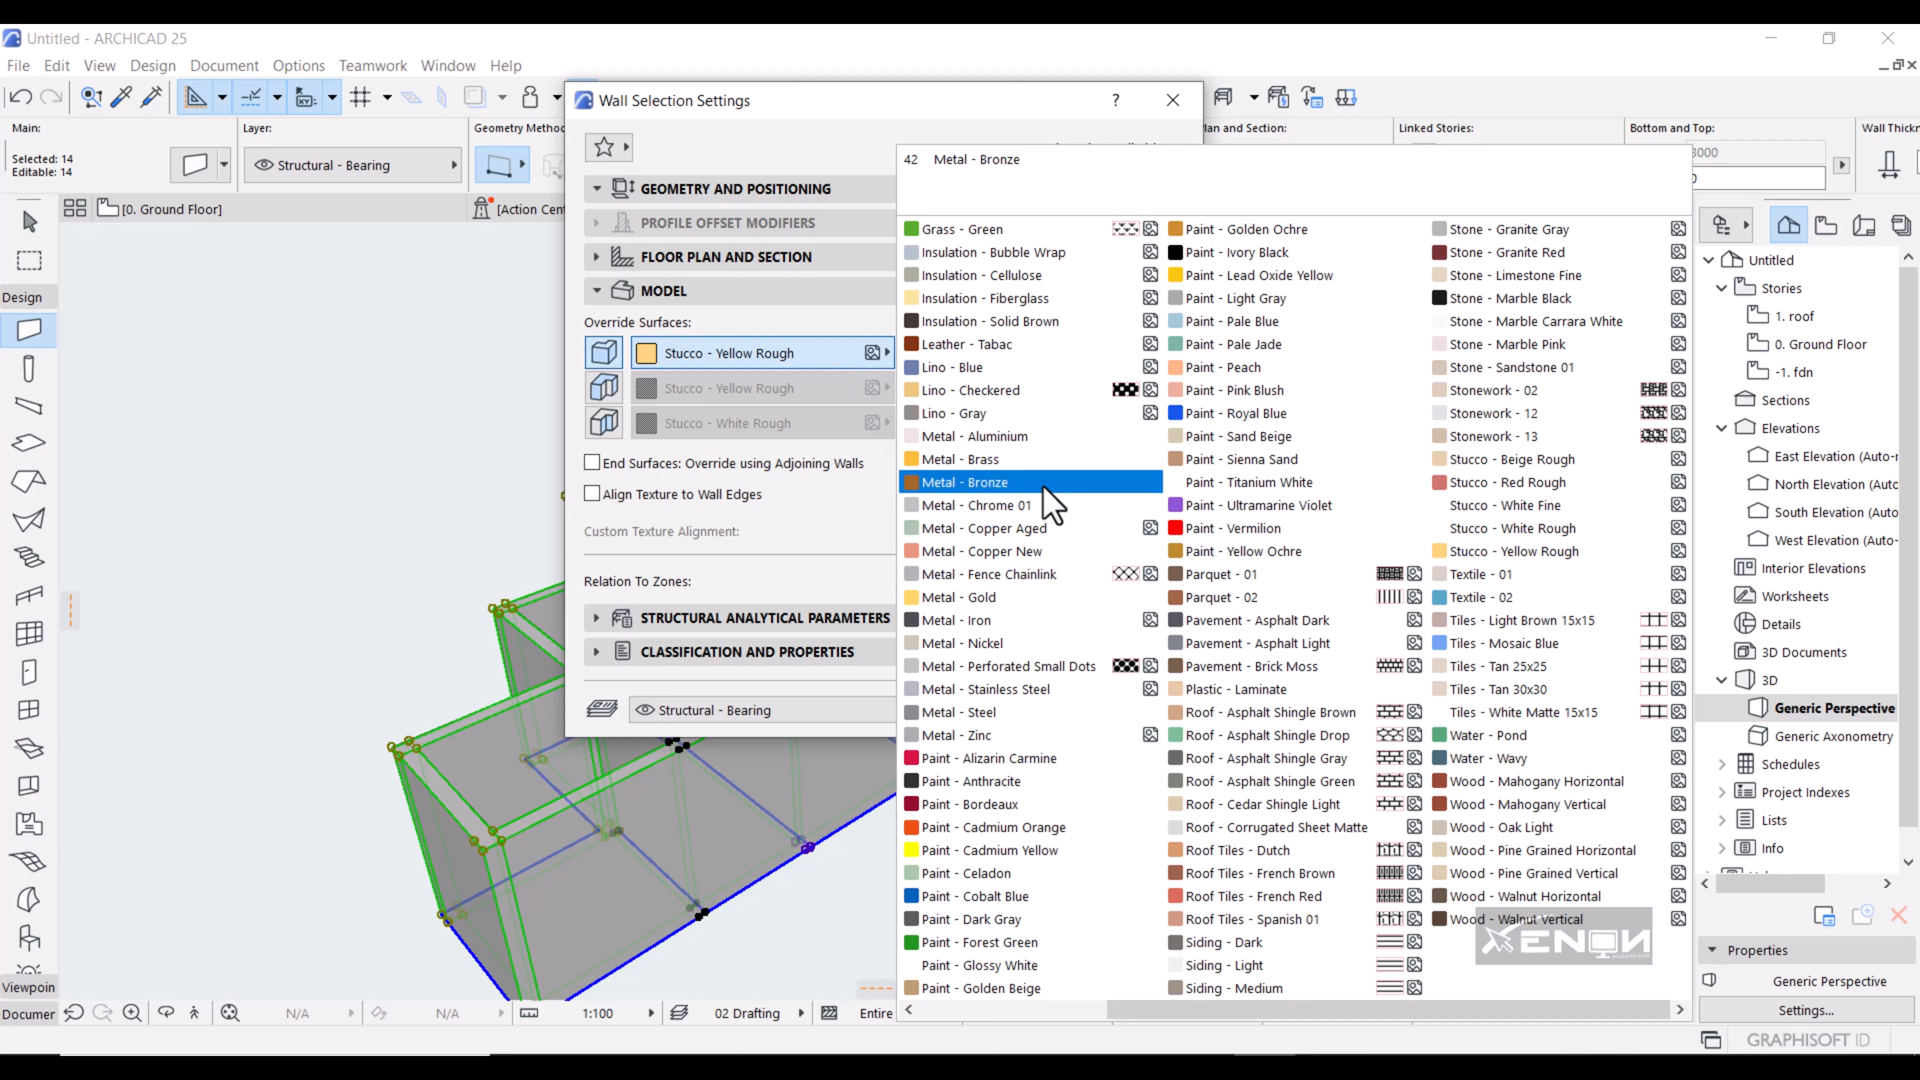 Untitled - ARCHICAD 25
File Edit View Design Document Options Teamwork Window Help
Main:
Selected: 14
Editable: 14
Layer:
Structural - Bearing
Geometry Metho
lan and Section:
Linked Stories:
Bottom and Top:
3000
0
Wall Thickn
[0. Ground Floor]
[Action Cen
Design
Viewpoin
Documer
Wall Selection Settings
?
GEOMETRY AND POSITIONING
PROFILE OFFSET MODIFIERS
FLOOR PLAN AND SECTION
MODEL
Override Surfaces:
Stucco - Yellow Rough
Stucco - Yellow Rough
Stucco - White Rough
End Surfaces: Override using Adjoining Walls
Align Texture to Wall Edges
Custom Texture Alignment:
Relation To Zones:
STRUCTURAL ANALYTICAL PARAMETERS
CLASSIFICATION AND PROPERTIES
Structural - Bearing
42 Metal - Bronze
Grass - Green
Insulation - Bubble Wrap
Insulation - Cellulose
Insulation - Fiberglass
Insulation - Solid Brown
Leather - Tabac
Lino - Blue
Lino - Checkered
Lino - Gray
Metal - Aluminium
Metal - Brass
Metal - Bronze
Metal - Chrome 01
Metal - Copper Aged
Metal - Copper New
Metal - Fence Chainlink
Metal - Gold
Metal - Iron
Metal - Nickel
Metal - Perforated Small Dots
Metal - Stainless Steel
Metal - Steel
Metal - Zinc
Paint - Alizarin Carmine
Paint - Anthracite
Paint - Bordeaux
Paint - Cadmium Orange
Paint - Cadmium Yellow
Paint - Celadon
Paint - Cobalt Blue
Paint - Dark Gray
Paint - Forest Green
Paint - Glossy White
Paint - Golden Beige
Paint - Golden Ochre
Paint - Ivory Black
Paint - Lead Oxide Yellow
Paint - Light Gray
Paint - Pale Blue
Paint - Pale Jade
Paint - Peach
Paint - Pink Blush
Paint - Royal Blue
Paint - Sand Beige
Paint - Sienna Sand
Paint - Titanium White
Paint - Ultramarine Violet
Paint - Vermilion
Paint - Yellow Ochre
Parquet - 01
Parquet - 02
Pavement - Asphalt Dark
Pavement - Asphalt Light
Pavement - Brick Moss
Plastic - Laminate
Roof - Asphalt Shingle Brown
Roof - Asphalt Shingle Drop
Roof - Asphalt Shingle Gray
Roof - Asphalt Shingle Green
Roof - Cedar Shingle Light
Roof - Corrugated Sheet Matte
Roof Tiles - Dutch
Roof Tiles - French Brown
Roof Tiles - French Red
Roof Tiles - Spanish 01
Siding - Dark
Siding - Light
Siding - Medium
Stone - Granite Gray
Stone - Granite Red
Stone - Limestone Fine
Stone - Marble Black
Stone - Marble Carrara White
Stone - Marble Pink
Stone - Sandstone 01
Stonework - 02
Stonework - 12
Stonework - 13
Stucco - Beige Rough
Stucco - Red Rough
Stucco - White Fine
Stucco - White Rough
Stucco - Yellow Rough
Textile - 01
Textile - 02
Tiles - Light Brown 15x15
Tiles - Mosaic Blue
Tiles - Tan 25x25
Tiles - Tan 30x30
Tiles - White Matte 15x15
Water - Pond
Water - Wavy
Wood - Mahogany Horizontal
Wood - Mahogany Vertical
Wood - Oak Light
Wood - Pine Grained Horizontal
Wood - Pine Grained Vertical
Wood - Walnut Horizontal
Wood - Walnut Vertical
XENON
Untitled
Stories
1. roof
0. Ground Floor
-1. fdn
Sections
Elevations
East Elevation (Auto-r
North Elevation (Autc
South Elevation (Auto
West Elevation (Auto-
Interior Elevations
Worksheets
Details
3D Documents
3D
Generic Perspective
Generic Axonometry
Schedules
Project Indexes
Lists
Info
Properties
Generic Perspective
Settings...
N/A
N/A
1:100
02 Drafting
Entire
GRAPHISOFT ID